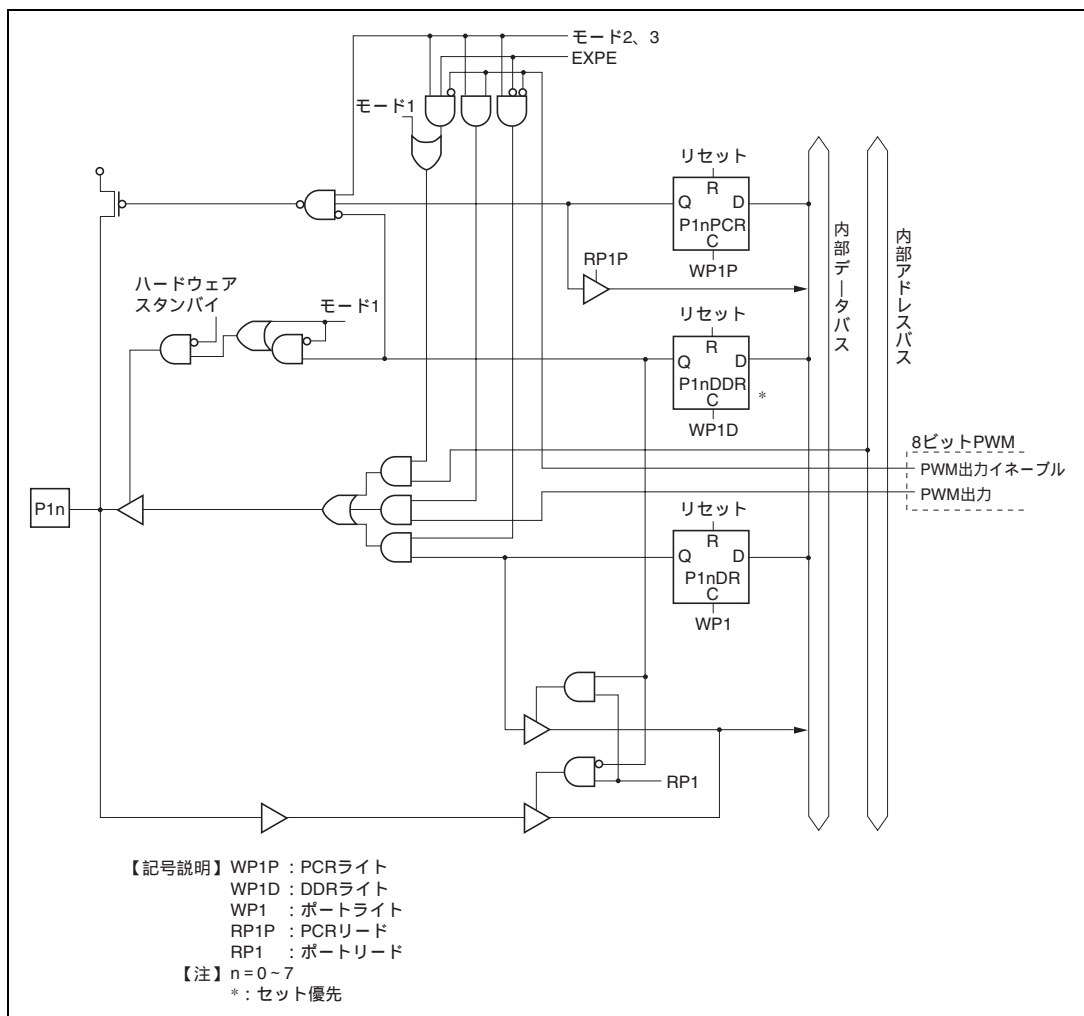 モード2、3
EXPE
モード1
リセット
R
Q D
P1nPCR
C
WP1P
RP1P
ハードウェア
スタンバイ
モード1
リセット
R
Q D
P1nDDR
C
*
WP1D
内部データバス
内部アドレスバス
8ビットPWM
PWM出力イネーブル
PWM出力
P1n
リセット
R
Q D
P1nDR
C
WP1
RP1
【記号説明】 WP1P : PCRライト
WP1D : DDRライト
WP1 : ポートライト
RP1P : PCRリード
RP1 : ポートリード
【注】 n = 0 ~ 7
* : セット優先